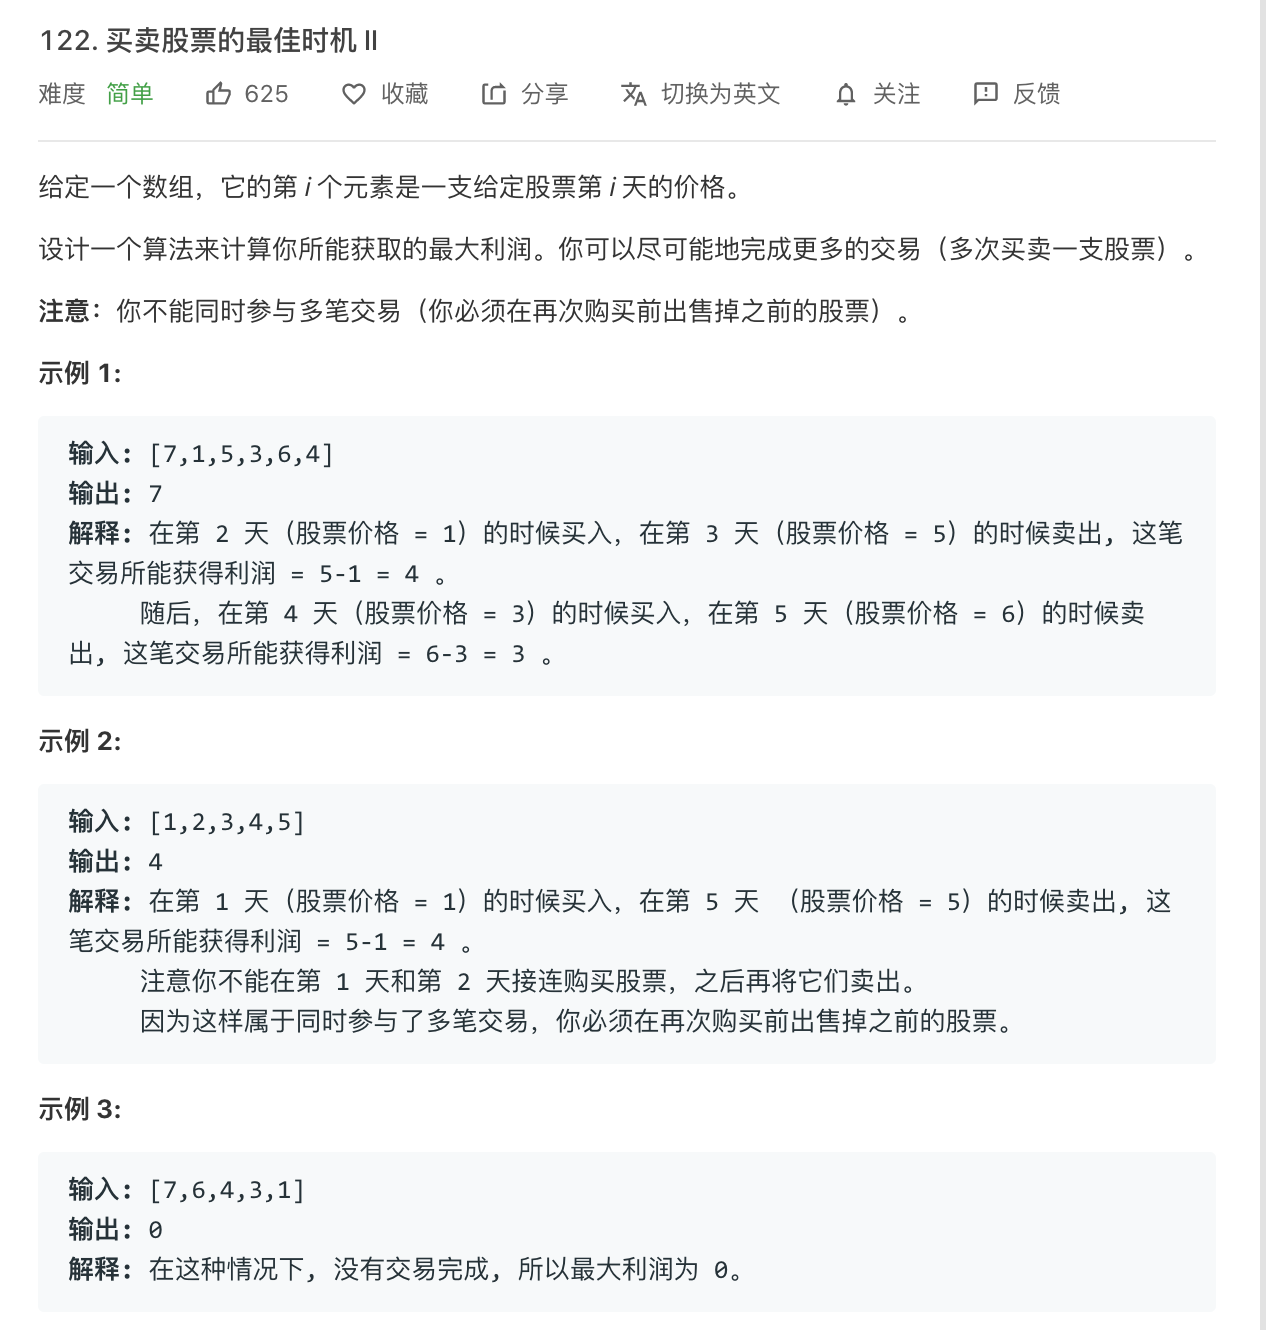 122. 买卖股票的最佳时机 II
难度 简单 625 收藏 分享 切换为英文 关注 反馈
给定一个数组，它的第 i 个元素是一支给定股票第 i 天的价格。
设计一个算法来计算你所能获取的最大利润。你可以尽可能地完成更多的交易（多次买卖一支股票）。
注意：你不能同时参与多笔交易（你必须在再次购买前出售掉之前的股票）。
示例 1:
输入: [7,1,5,3,6,4]
输出: 7
解释: 在第 2 天（股票价格 = 1）的时候买入，在第 3 天（股票价格 = 5）的时候卖出, 这笔
交易所能获得利润 = 5-1 = 4 。
随后，在第 4 天（股票价格 = 3）的时候买入，在第 5 天（股票价格 = 6）的时候卖
出, 这笔交易所能获得利润 = 6-3 = 3 。
示例 2:
输入: [1,2,3,4,5]
输出: 4
解释: 在第 1 天（股票价格 = 1）的时候买入，在第 5 天 （股票价格 = 5）的时候卖出, 这
笔交易所能获得利润 = 5-1 = 4 。
注意你不能在第 1 天和第 2 天接连购买股票，之后再将它们卖出。
因为这样属于同时参与了多笔交易，你必须在再次购买前出售掉之前的股票。
示例 3:
输入: [7,6,4,3,1]
输出: 0
解释: 在这种情况下, 没有交易完成, 所以最大利润为 0。